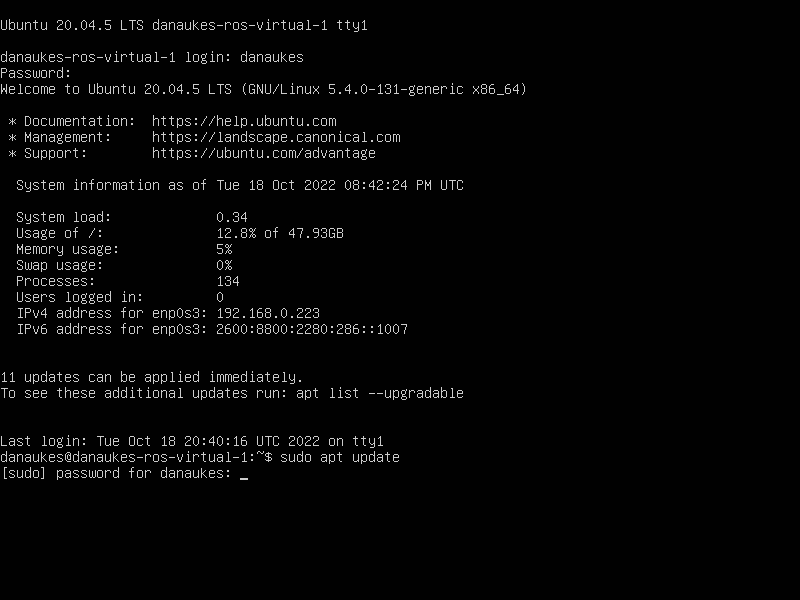 Ubuntu 20.04.5 LTS danaukes-ros-virtual-1 tty1
danaukes-ros-virtual-1 login: danaukes
Password:
Welcome to Ubuntu 20.04.5 LTS (GNU/Linux 5.4.0-131-generic x86_64)
* Documentation:  https://help.ubuntu.com
* Management:     https://landscape.canonical.com
* Support:        https://ubuntu.com/advantage
System information as of Tue 18 Oct 2022 08:42:24 PM UTC
System load:             0.34
Usage of /:              12.8% of 47.93GB
Memory usage:            5%
Swap usage:              0%
Processes:               134
Users logged in:         0
IPv4 address for enp0s3: 192.168.0.223
IPv6 address for enp0s3: 2600:8800:2280:286::1007
11 updates can be applied immediately.
To see these additional updates run: apt list --upgradable
Last login: Tue Oct 18 20:40:16 UTC 2022 on tty1
danaukes@danaukes-ros-virtual-1:~$ sudo apt update
[sudo] password for danaukes: _